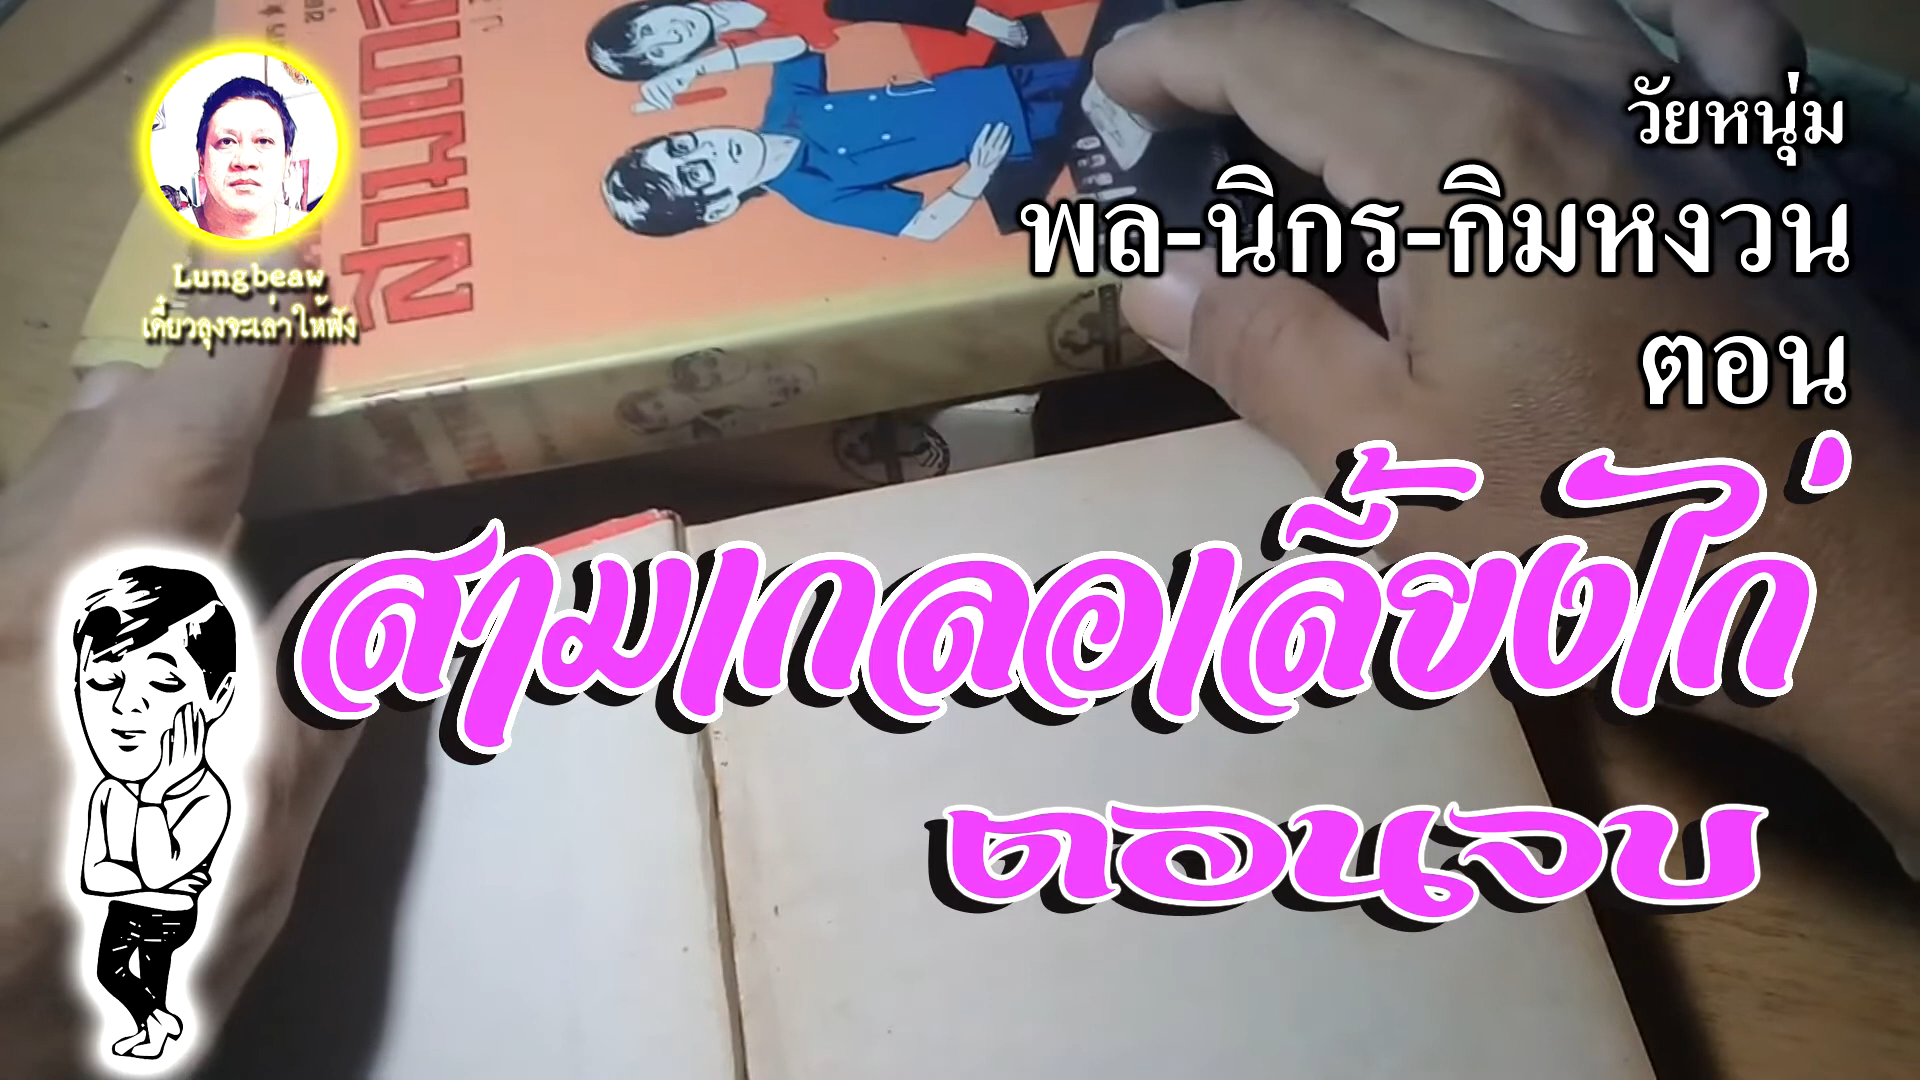 วัยหนุ่ม
พล-นิกร-กิมหงวน
ตอน
สามเกลอเลี้ยงไก่
ตอนจบ
Lungbeaw
เดี๋ยวลุงจะเล่าให้ฟัง